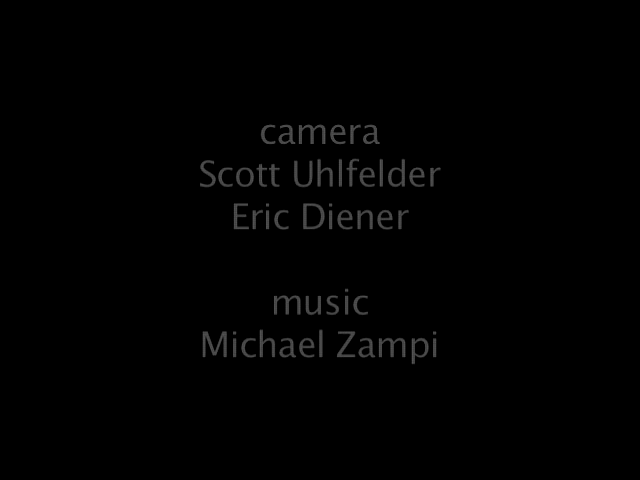 camera
Scott Uhlfelder
Eric Diener
music
Michael Zampi